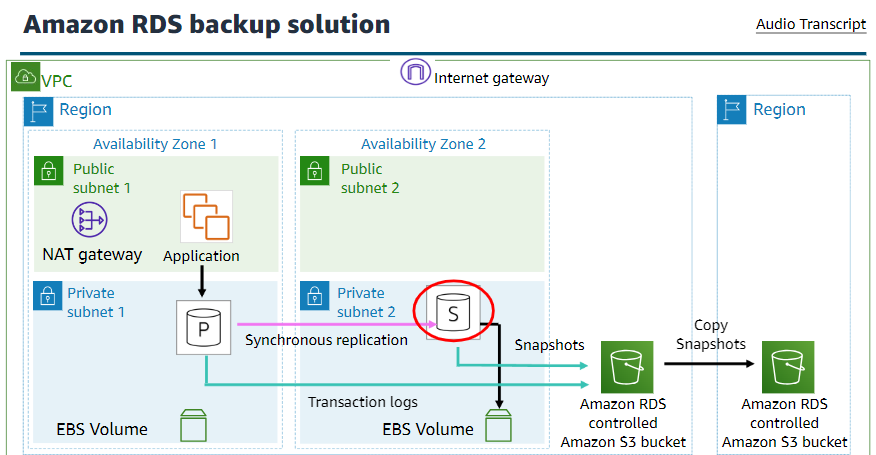 Amazon RDS backup solution
Audio Transcript
VPC
Internet gateway
Region
Region
Availability Zone 1
Availability Zone 2
Public
subnet 1
Public
subnet 2
NAT gateway
Application
Private
subnet 1
Private
subnet 2
P
S
Synchronous replication
Snapshots
Copy
Snapshots
Transaction logs
EBS Volume
EBS Volume
Amazon RDS
controlled
Amazon S3 bucket
Amazon RDS
controlled
Amazon S3 bucket